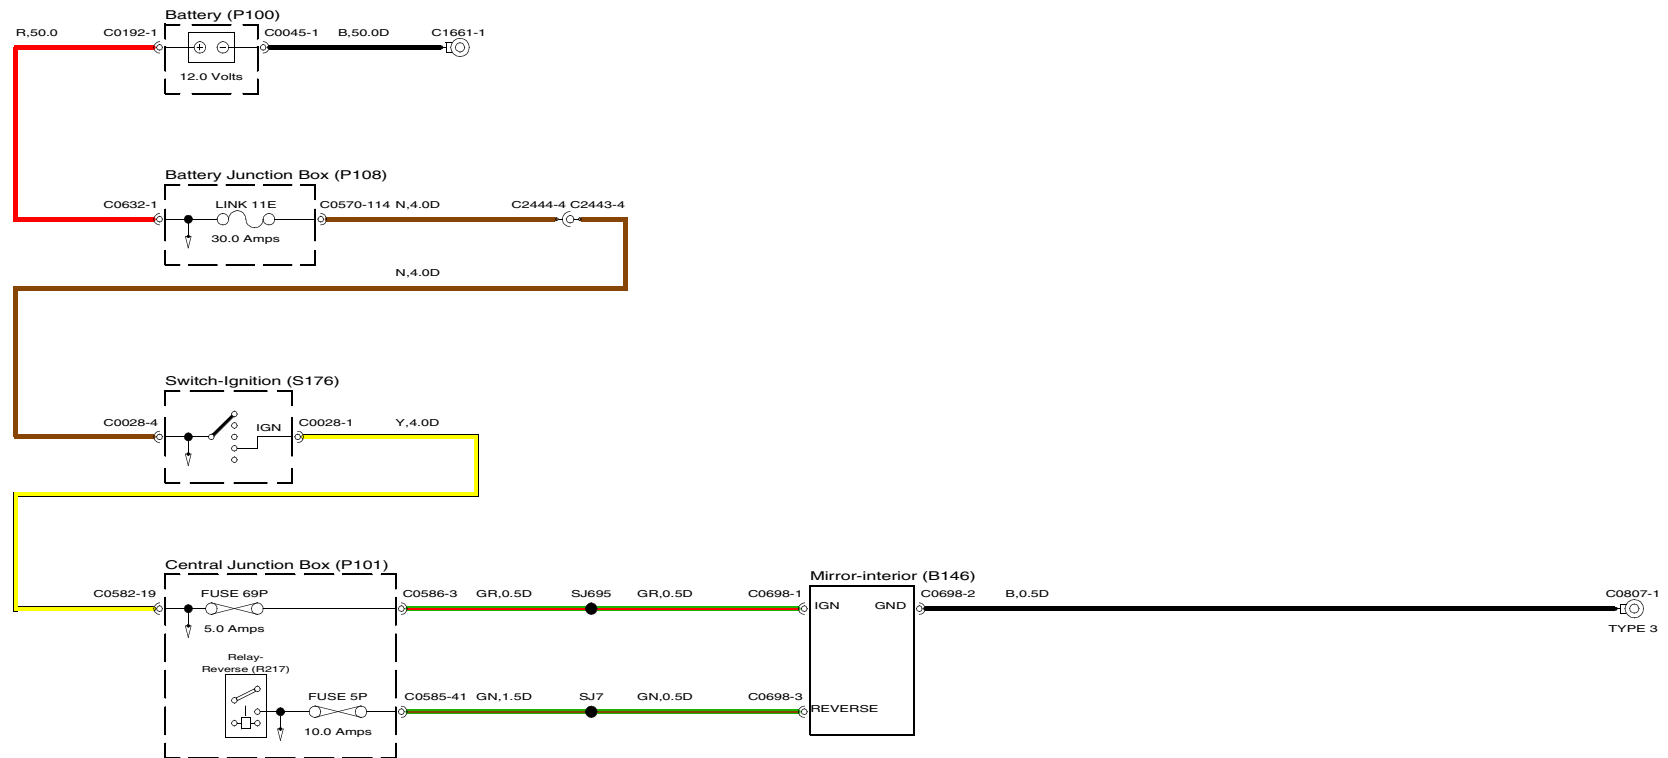 Battery (P100)
R,50.0 C0192-1 C0045-1 B,50.0D C1661-1
12.0 Volts
Battery Junction Box (P108)
C0632-1 LINK 11E C0570-114 N,4.0D C2444-4 C2443-4
30.0 Amps
N,4.0D
Switch-Ignition (S176)
C0028-4 IGN C0028-1 Y,4.0D
Central Junction Box (P101)
Mirror-interior (B146)
C0582-19 FUSE 69P C0586-3 GR,0.5D SJ695 GR,0.5D C0698-1 C0698-2 B,0.5D C0807-1
IGN GND
5.0 Amps TYPE 3
Relay-
Reverse (R217)
FUSE 5P C0585-41 GN,1.5D SJ7 GN,0.5D C0698-3
REVERSE
10.0 Amps